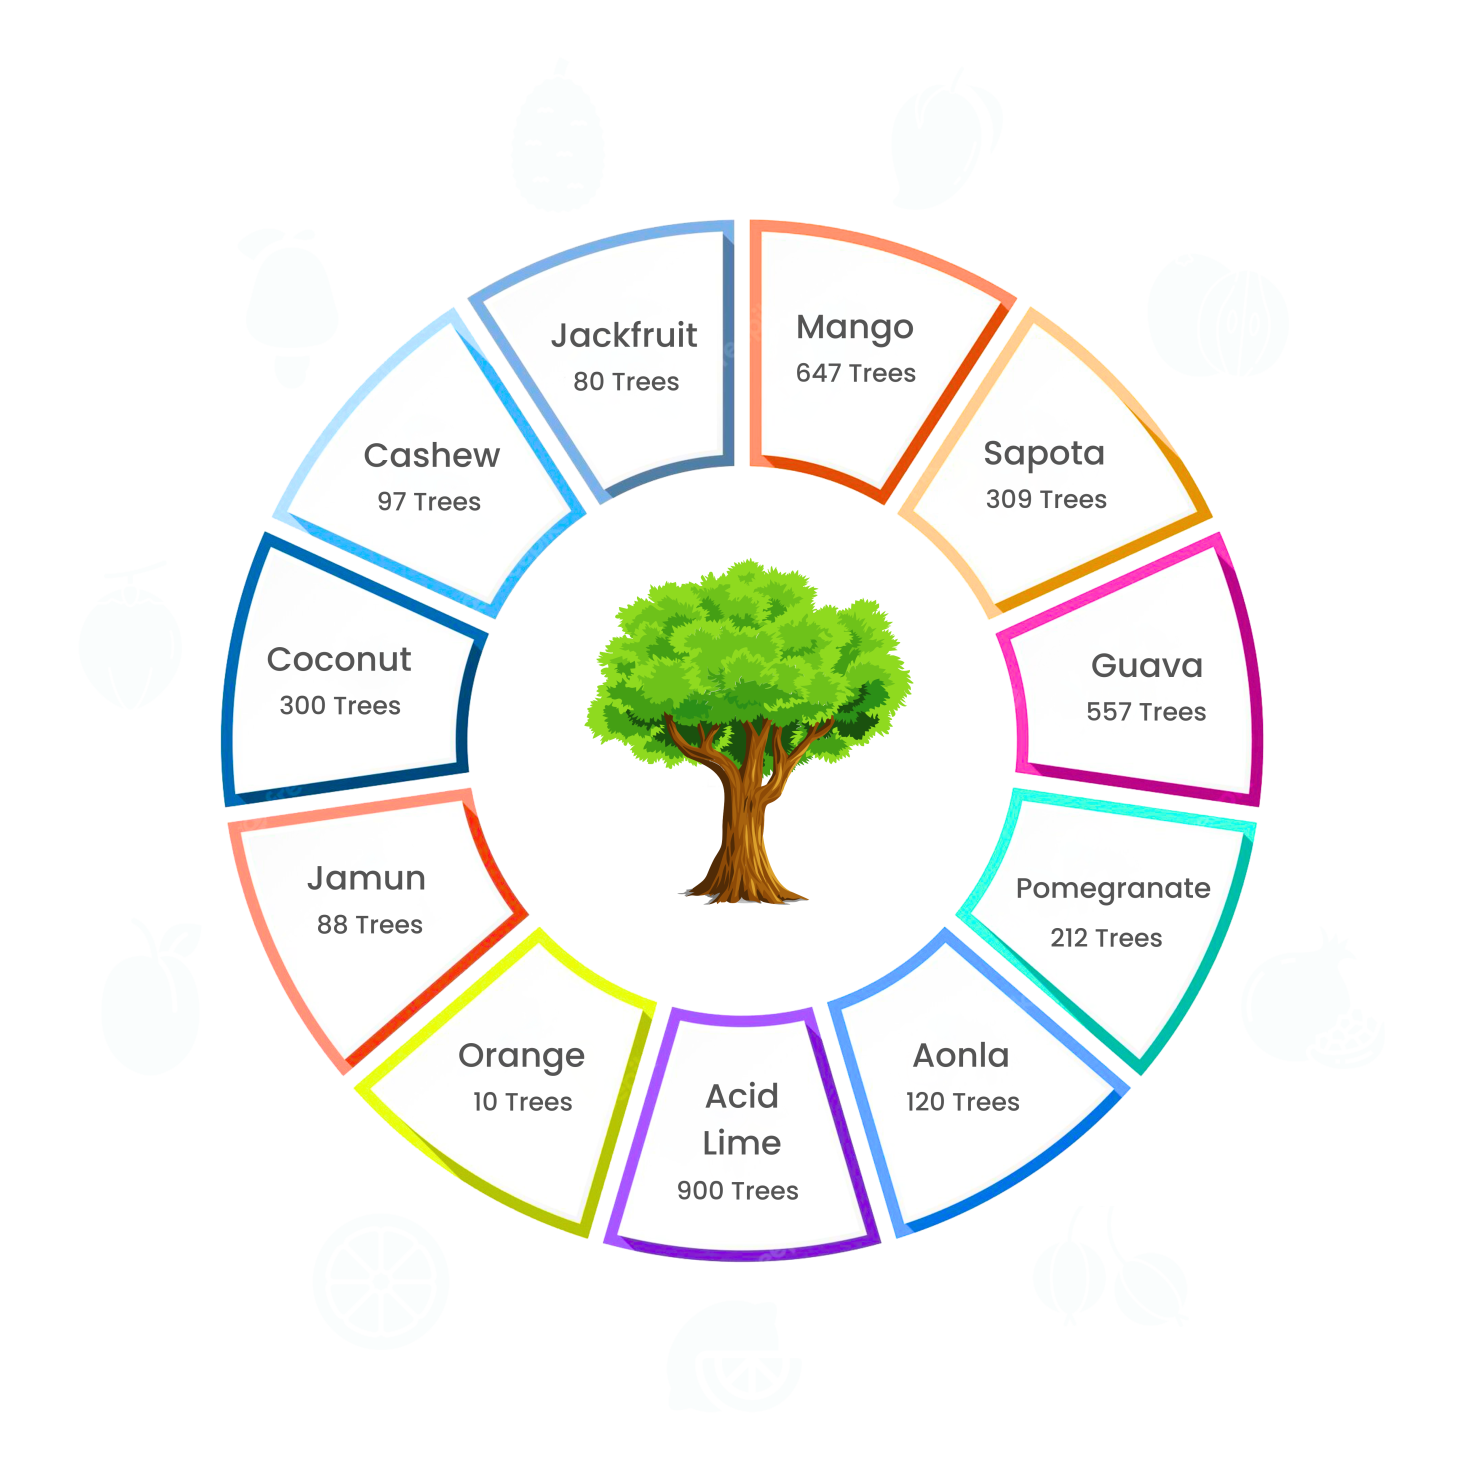 Mango
647 Trees
Sapota
309 Trees
Guava
557 Trees
Pomegranate
212 Trees
Aonla
120 Trees
Acid
Lime
900 Trees
Orange
10 Trees
Jamun
88 Trees
Coconut
300 Trees
Cashew
97 Trees
Jackfruit
80 Trees